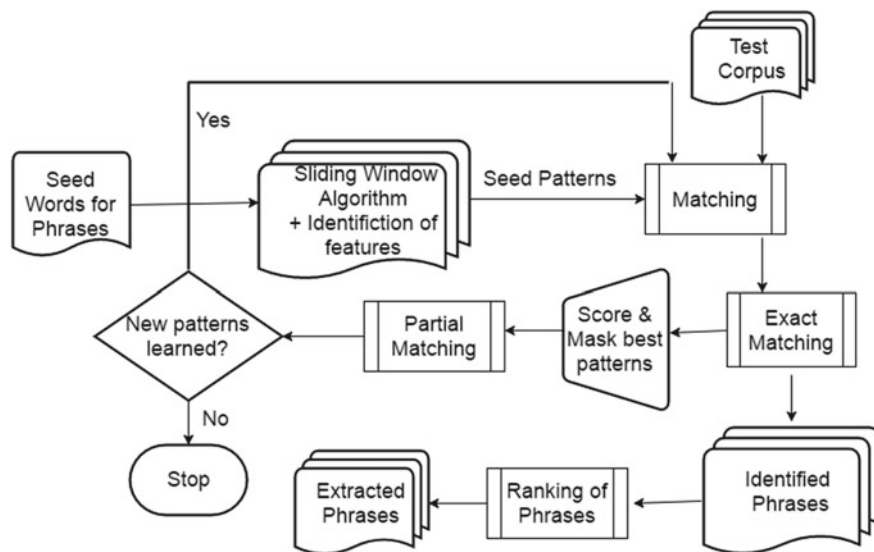 Test
Corpus
Yes
Seed
Words for
Phrases
Sliding Window
Algorithm
+ Identifiction of
features
Seed Patterns
Matching
New patterns
learned?
Partial
Matching
Score &
Mask best
patterns
Exact
Matching
No
Stop
Extracted
Phrases
Ranking of
Phrases
Identified
Phrases